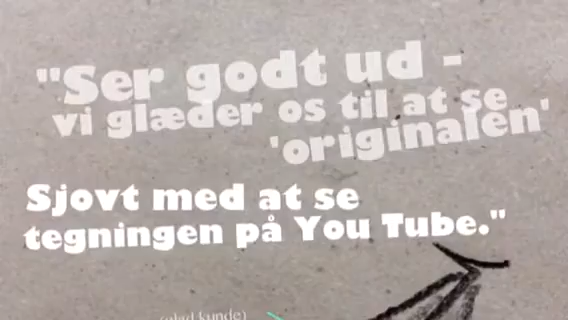 "Ser godt ud -
vi glæder os til at se
'originalen'
Sjovt med at se
tegningen på You Tube."
(glad kunde)